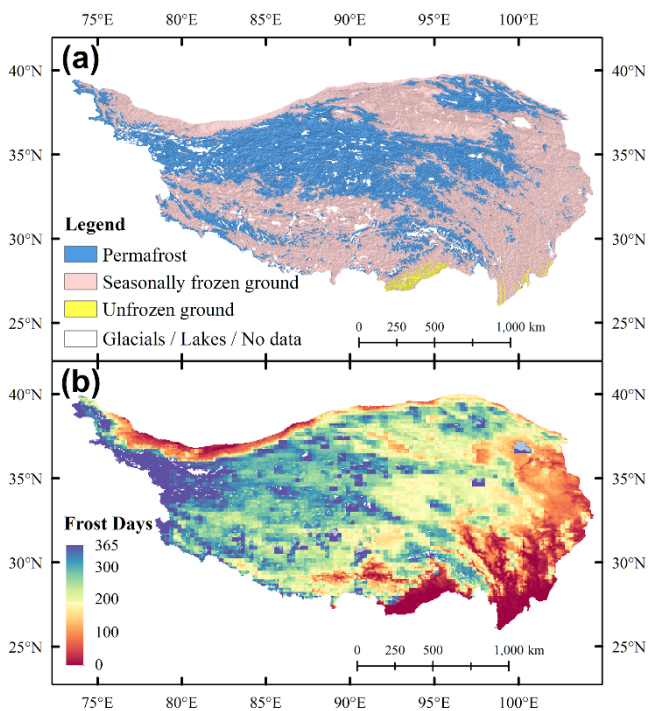 75°E 80°E 85°E 90°E 95°E 100°E
(a)
40°N 40°N
35°N 35°N
30°N 30°N
25°N 25°N
Legend
Permafrost
Seasonally frozen ground
Unfrozen ground
Glacials / Lakes / No data
0 250 500 1,000 km
(b)
40°N 40°N
35°N 35°N
30°N 30°N
25°N 25°N
Frost Days
365
300
200
100
0
0 250 500 1,000 km
75°E 80°E 85°E 90°E 95°E 100°E